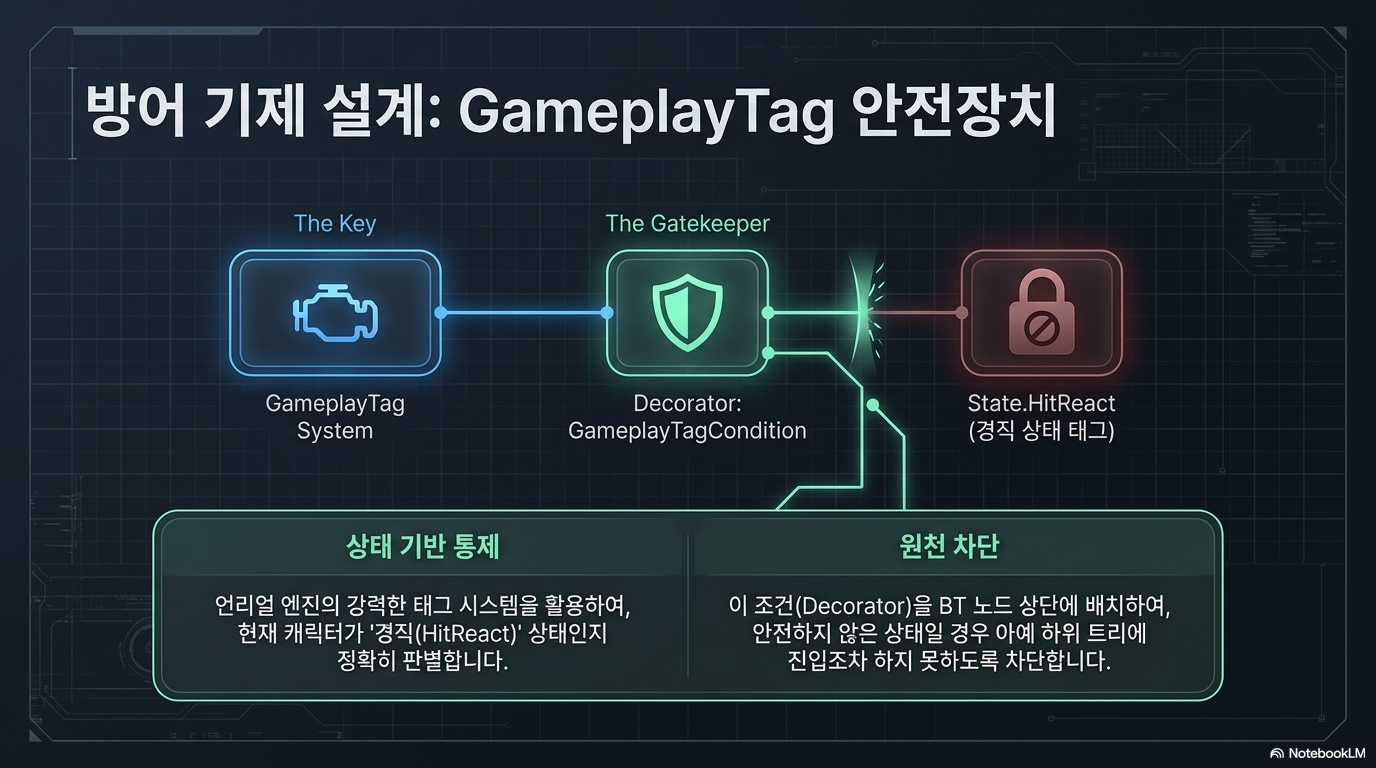 방어 기제 설계: GameplayTag 안전장치
The Key
The Gatekeeper
GameplayTag
System
Decorator:
GameplayTagCondition
State.HitReact
(경직 상태 태그)
상태 기반 통제
언리얼 엔진의 강력한 태그 시스템을 활용하여,
현재 캐릭터가 '경직(HitReact)' 상태인지
정확히 판별합니다.
원천 차단
이 조건(Decorator)을 BT 노드 상단에 배치하여,
안전하지 않은 상태일 경우 아예 하위 트리에
진입조차 하지 못하도록 차단합니다.
NotebookLM